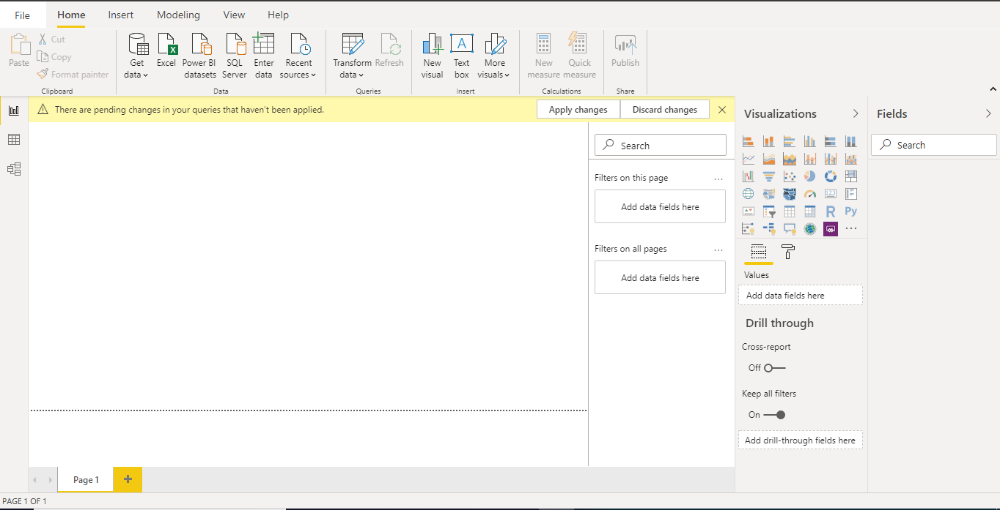 File Home Insert Modeling View Help
Paste
Cut
Copy
Format painter
Clipboard
Get data
Excel
Power BI datasets
SQL Server
Enter data
Recent sources
Data
Transform data
Refresh
Queries
New visual
Text box
More visuals
Insert
New measure
Quick measure
Calculations
Publish
Share
There are pending changes in your queries that haven't been applied.
Apply changes
Discard changes
Search
Filters on this page
...
Add data fields here
Filters on all pages
...
Add data fields here
Visualizations
123
R
Py
...
Values
Add data fields here
Drill through
Cross-report
Off
Keep all filters
On
Add drill-through fields here
Fields
Search
Page 1
+
PAGE 1 OF 1